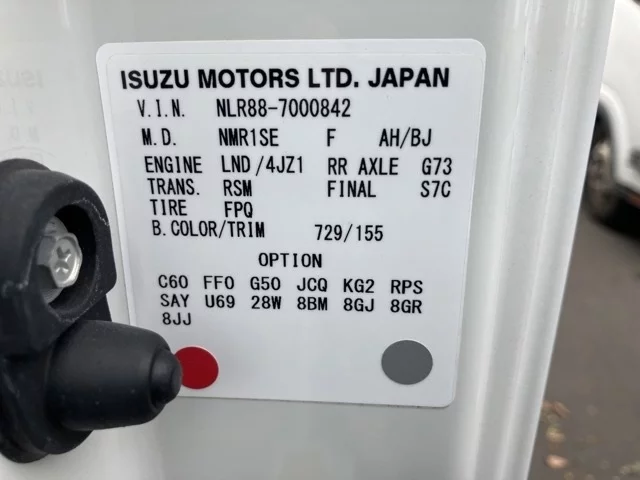 ISUZU MOTORS LTD. JAPAN
V.I.N. NLR88-7000842
M.D. NMR1SE F AH/BJ
ENGINE LND/4JZ1 RR AXLE G73
TRANS. RSM FINAL S7C
TIRE FPQ
B.COLOR/TRIM 729/155
OPTION
C60 FF0 G50 JCQ KG2 RPS
SAY U69 28W 8BM 8GJ 8GR
8JJ